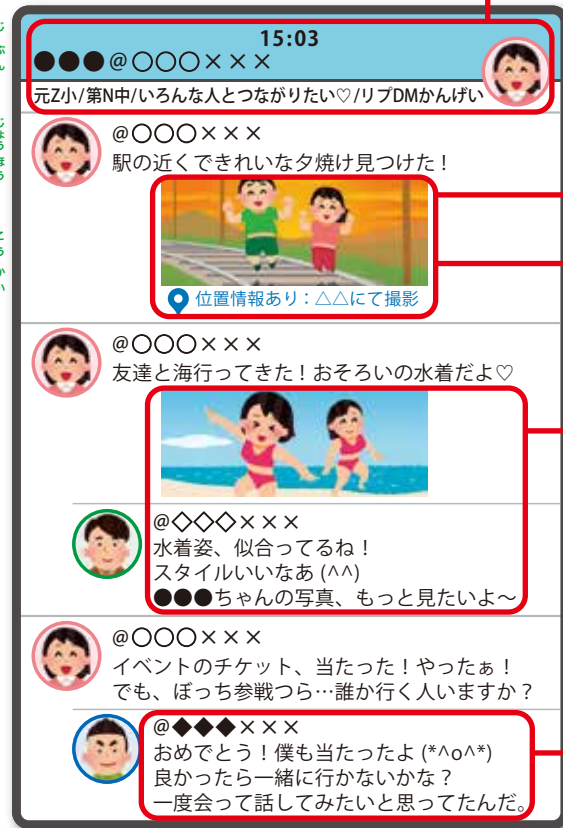 15:03
●●●@○○○×××
元Z小/第N中/いろんな人とつながりたい♡/リプDMかんげい
@○○○×××
駅の近くできれいな夕焼け見つけた！
位置情報あり：△△にて撮影
@○○○×××
友達と海行ってきた！おそろいの水着だよ♡
@◇◇◇×××
水着姿、似合ってるね！
スタイルいいなあ (^^)
●●●ちゃんの写真、もっと見たいよ～
@○○○×××
イベントのチケット、当たった！やったぁ！
でも、ぼっち参戦つら…誰か行く人いますか？
@◆◆◆×××
おめでとう！僕も当たったよ (*^o^*)
良かったら一緒に行かないかな？
一度会って話してみたいと思ってたんだ。